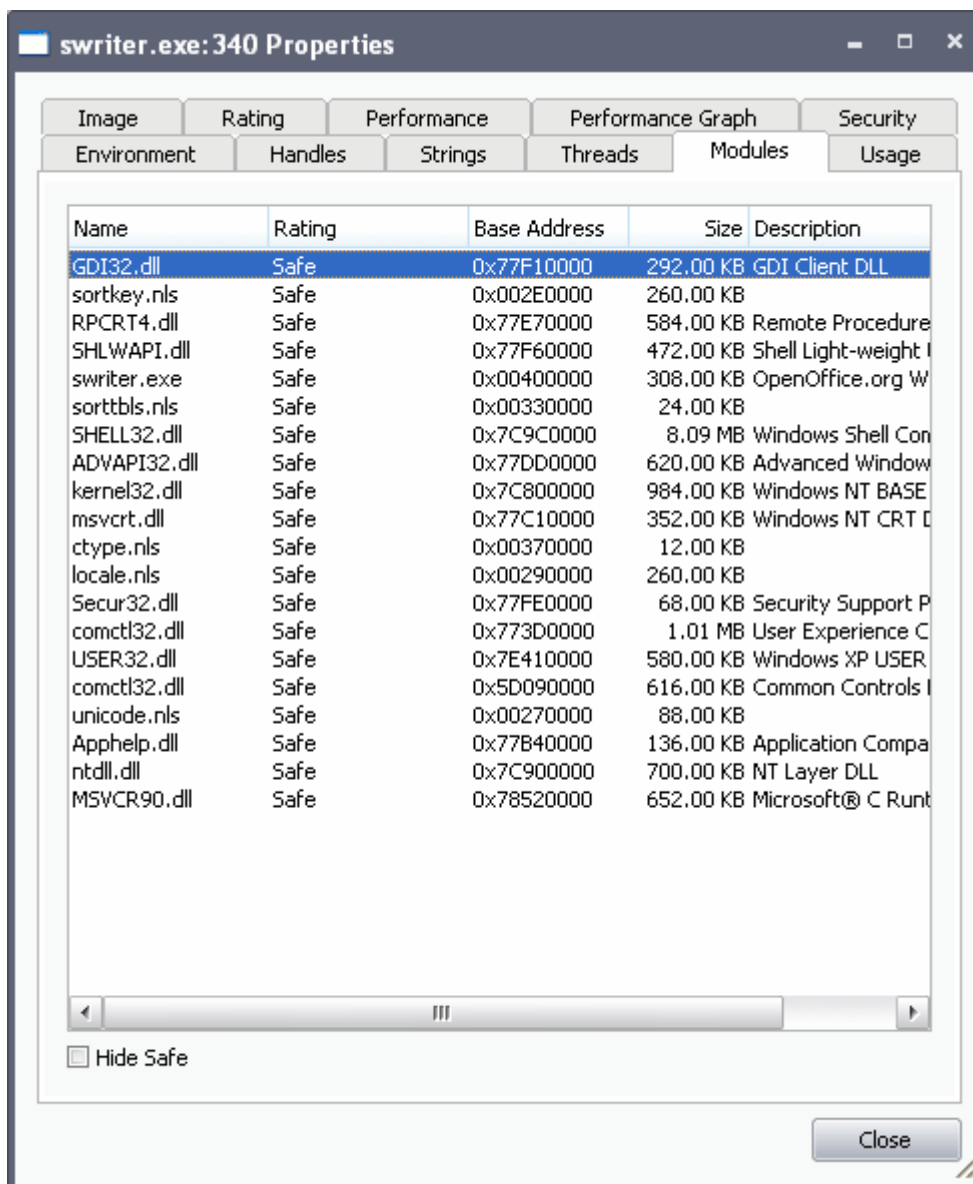 swriter.exe:340 Properties
Image Rating Performance Performance Graph Security
Environment Handles Strings Threads Modules Usage
Name Rating Base Address Size Description
GDI32.dll Safe 0x77F10000 292.00 KB GDI Client DLL
sortkey.nls Safe 0x002E0000 260.00 KB
RPCRT4.dll Safe 0x77E70000 584.00 KB Remote Procedure
SHLWAPI.dll Safe 0x77F60000 472.00 KB Shell Light-weight
swriter.exe Safe 0x00400000 308.00 KB OpenOffice.org W
sorttbls.nls Safe 0x00330000 24.00 KB
SHELL32.dll Safe 0x7C9C0000 8.09 MB Windows Shell Con
ADVAPI32.dll Safe 0x77DD0000 620.00 KB Advanced Window
kernel32.dll Safe 0x7C800000 984.00 KB Windows NT BASE
msvcrt.dll Safe 0x77C10000 352.00 KB Windows NT CRT
ctype.nls Safe 0x00370000 12.00 KB
locale.nls Safe 0x00290000 260.00 KB
Secur32.dll Safe 0x77FE0000 68.00 KB Security Support P
comctl32.dll Safe 0x773D0000 1.01 MB User Experience C
USER32.dll Safe 0x7E410000 580.00 KB Windows XP USER
comctl32.dll Safe 0x5D090000 616.00 KB Common Controls
unicode.nls Safe 0x00270000 88.00 KB
Apphelp.dll Safe 0x77B40000 136.00 KB Application Compa
ntdll.dll Safe 0x7C900000 700.00 KB NT Layer DLL
MSVCR90.dll Safe 0x78520000 652.00 KB Microsoft® C Runt
Hide Safe
Close